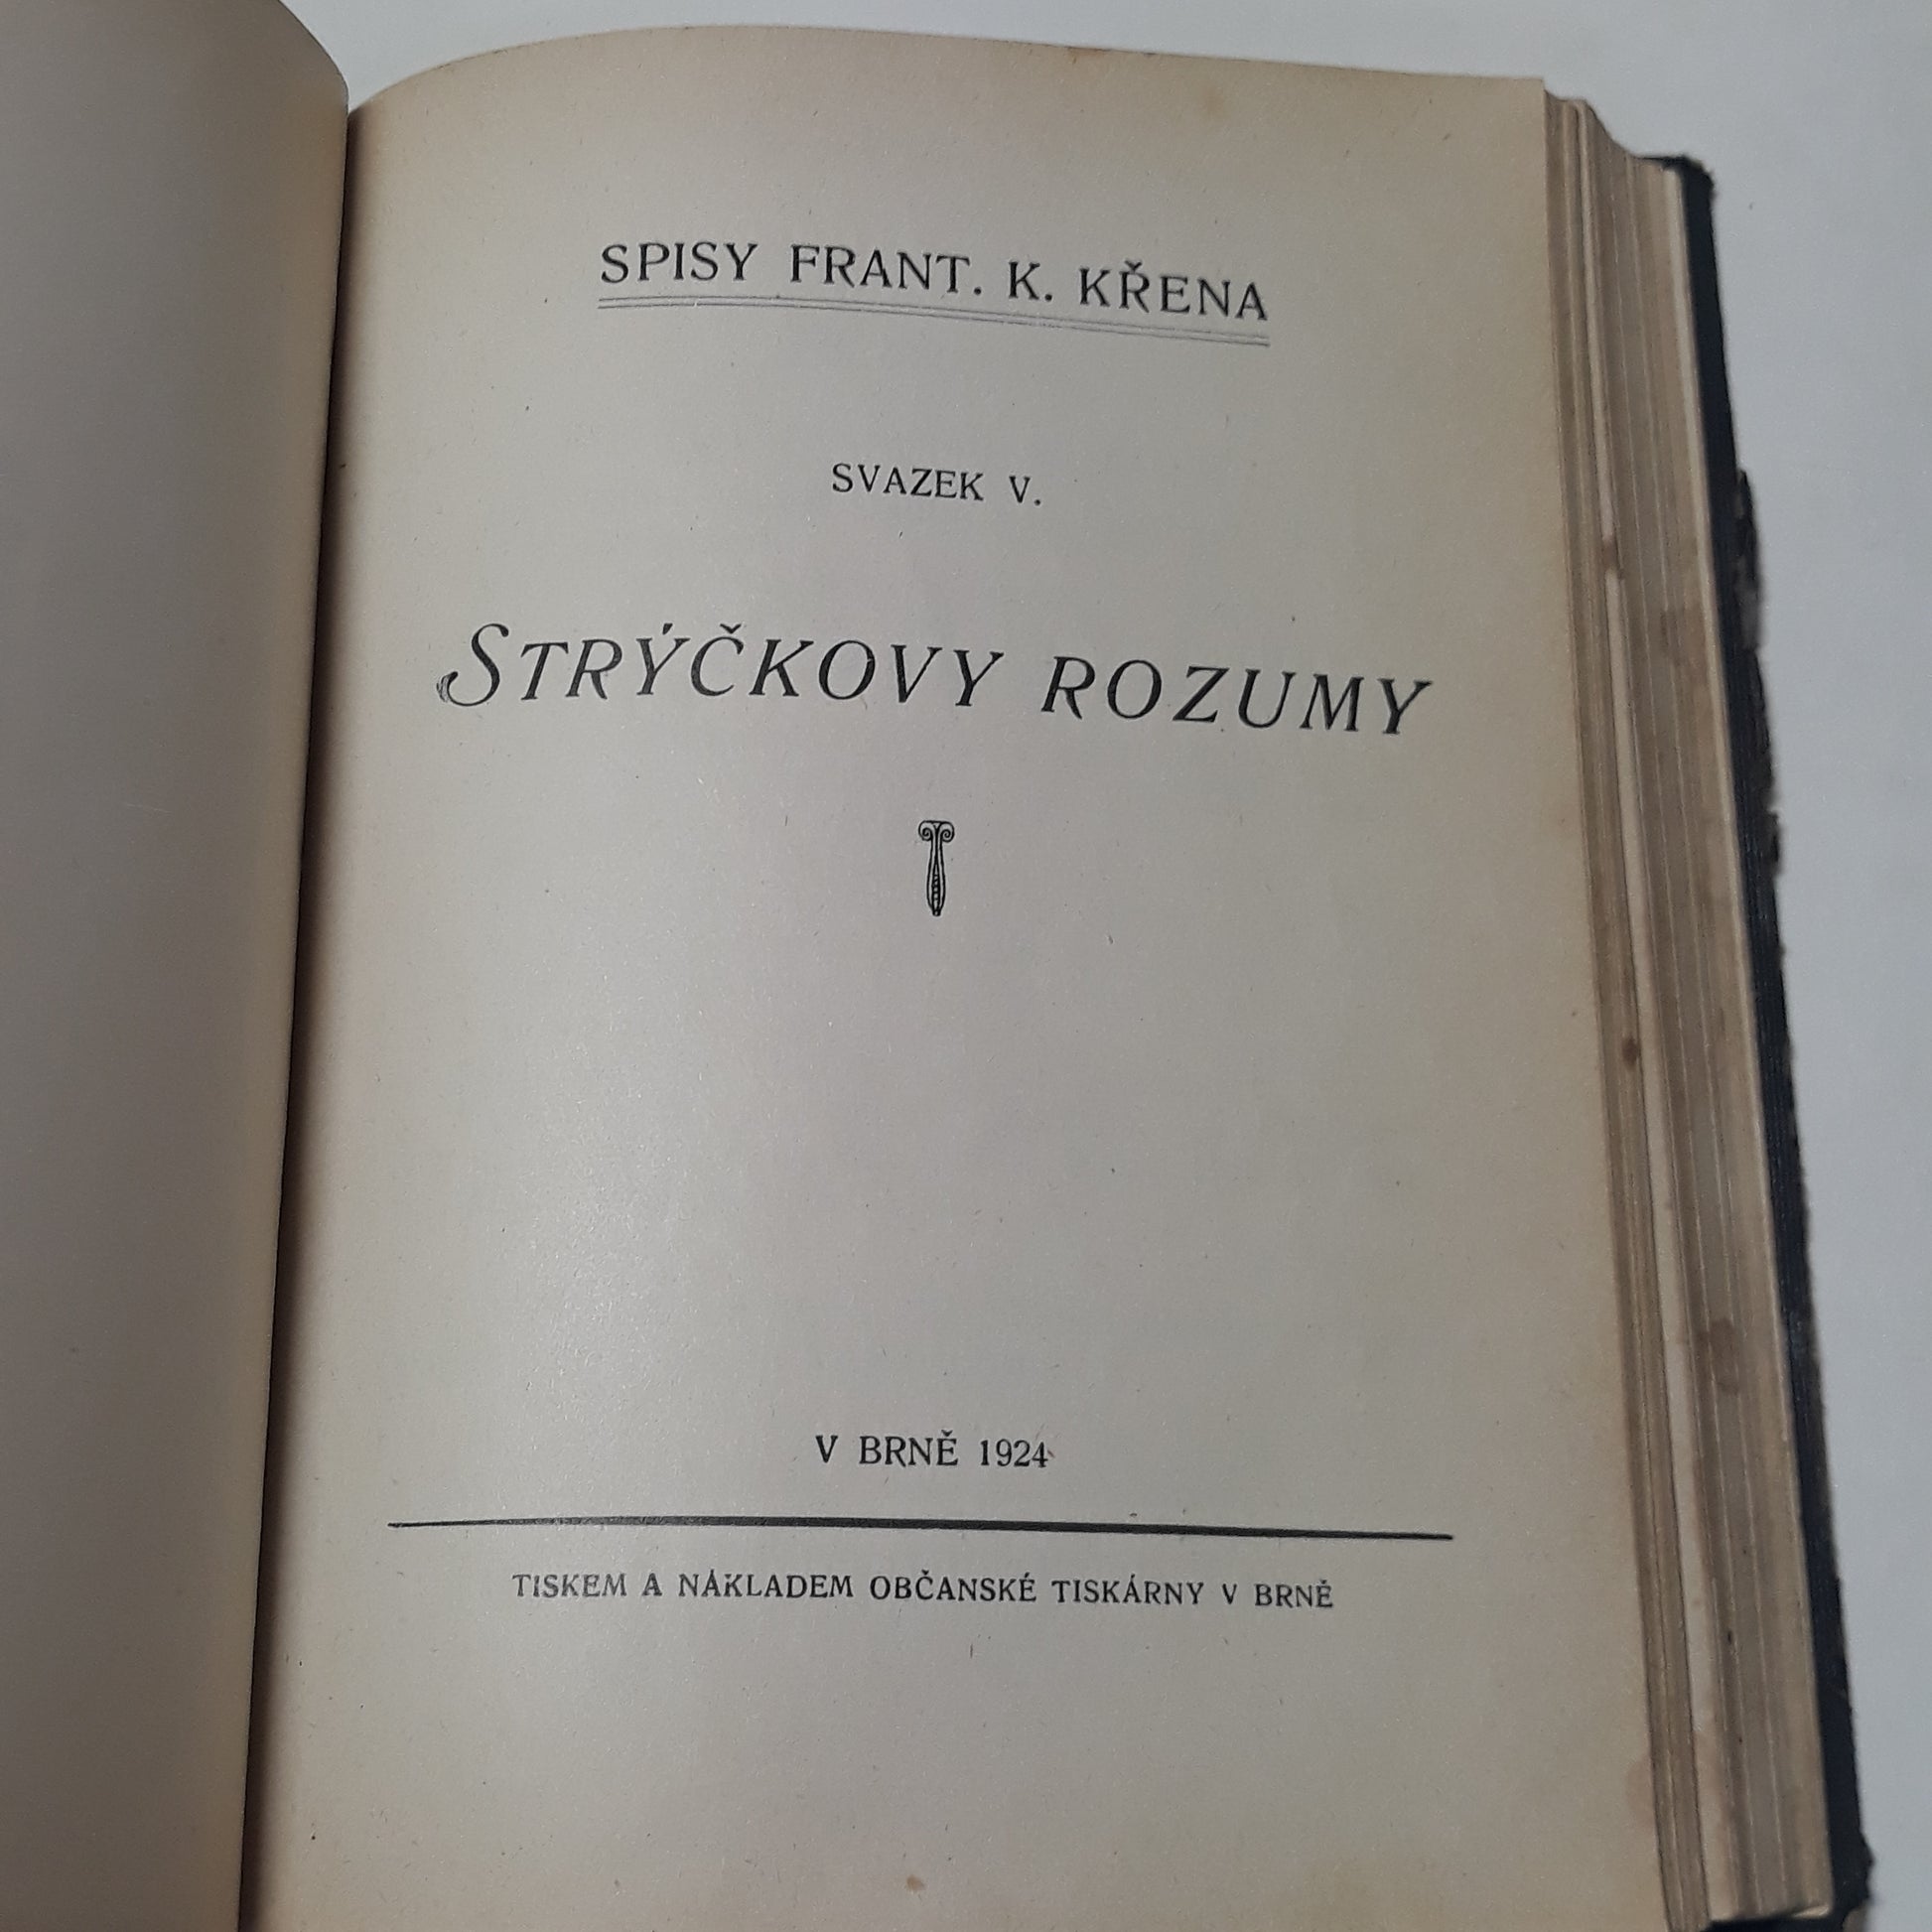 SPISY FRANT. K. KŘENA
SVAZEK V.
STRÝČKOVY ROZUMY
V BRNĚ 1924
TISKEM A NÁKLADEM OBČANSKÉ TISKÁRNY V BRNĚ